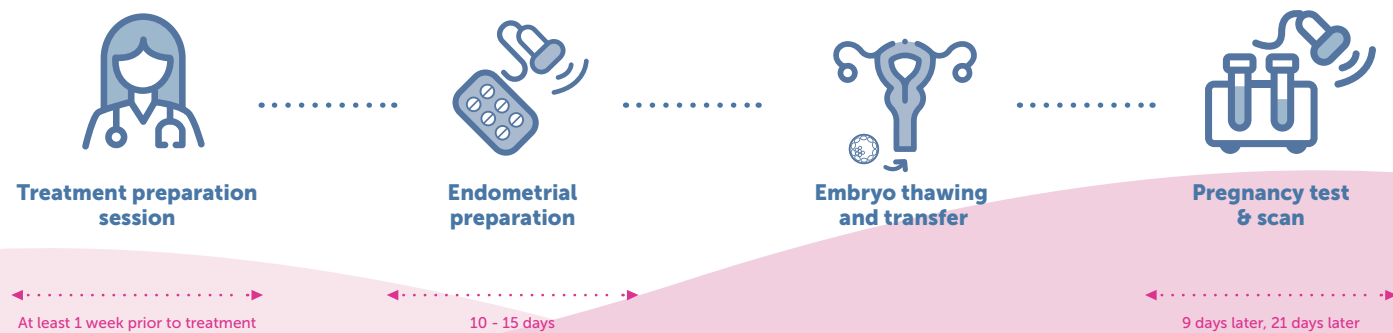 Treatment preparation
session
Endometrial
preparation
Embryo thawing
and transfer
Pregnancy test
& scan
At least 1 week prior to treatment
10 - 15 days
9 days later, 21 days later